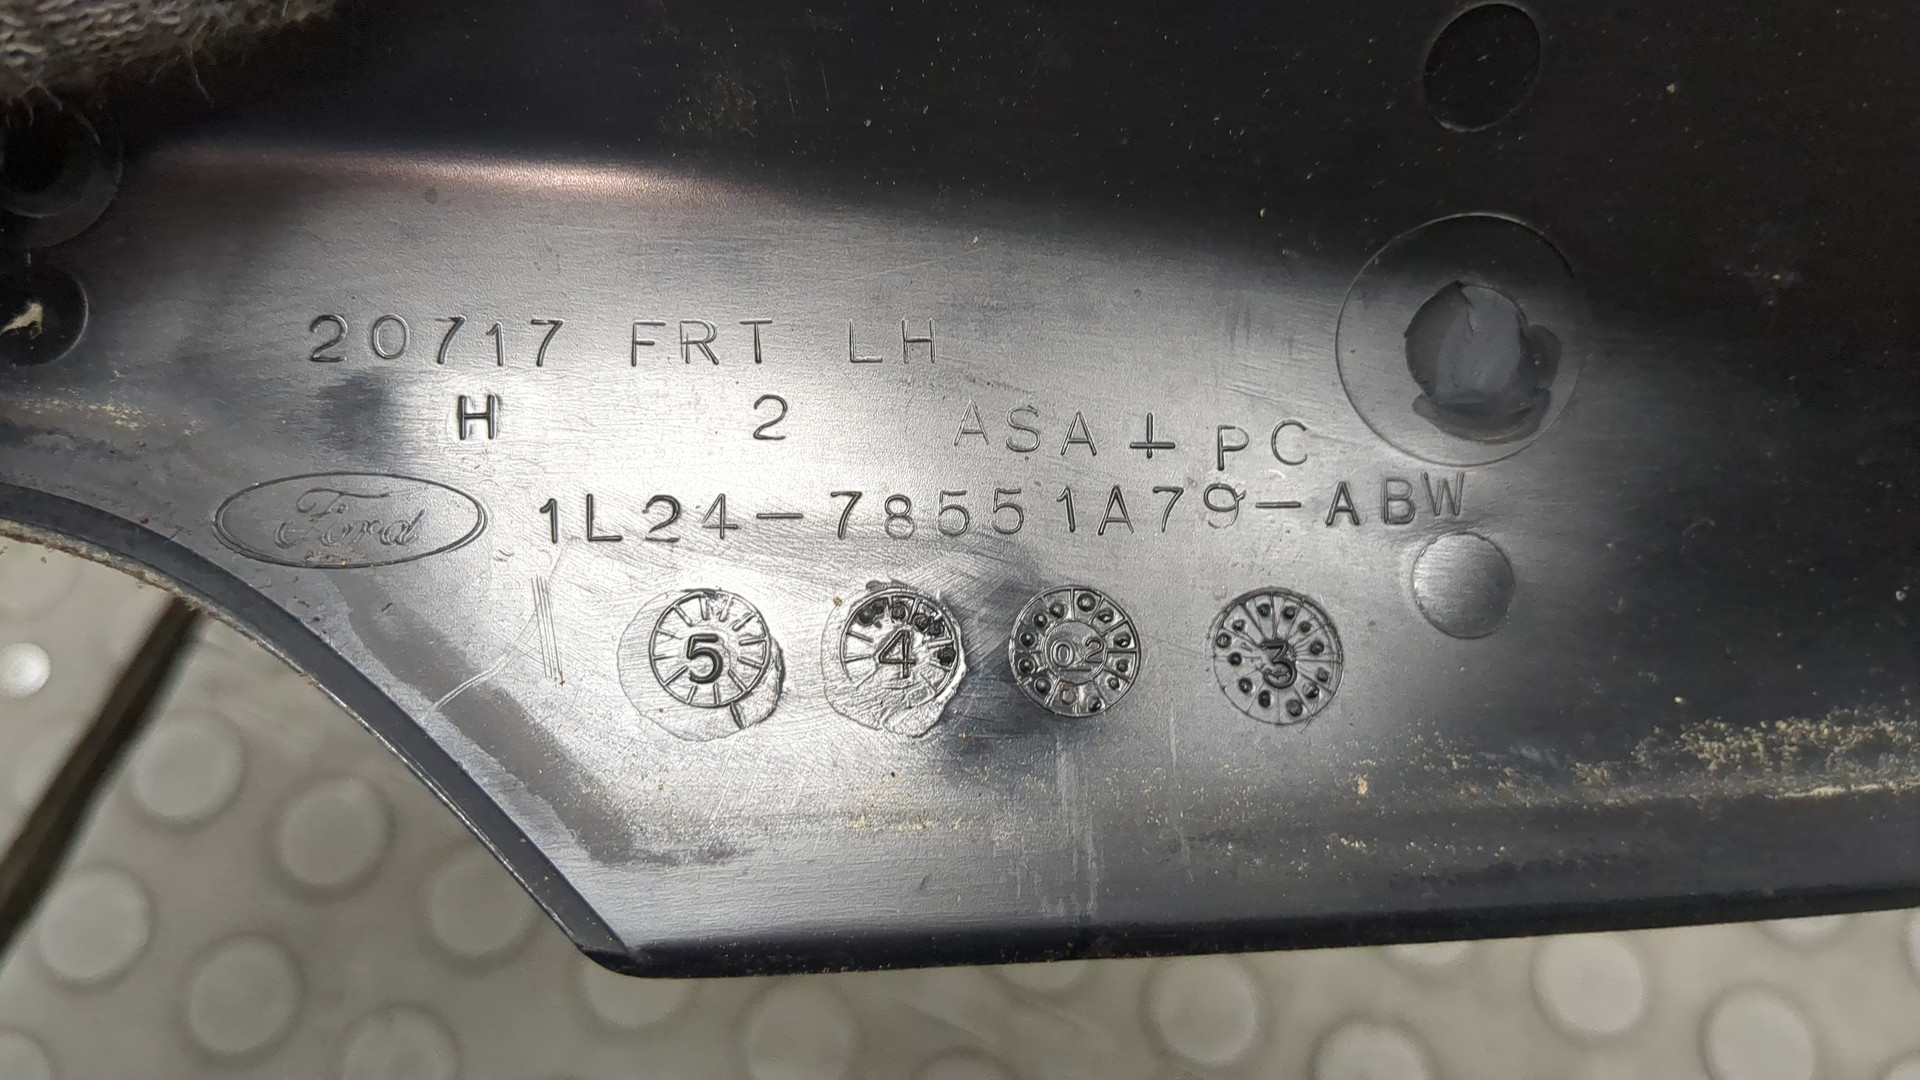 20717 FRT LH
H 2 ASA+PC
Ford 1L24-78551A79-ABW
5 4 02 3